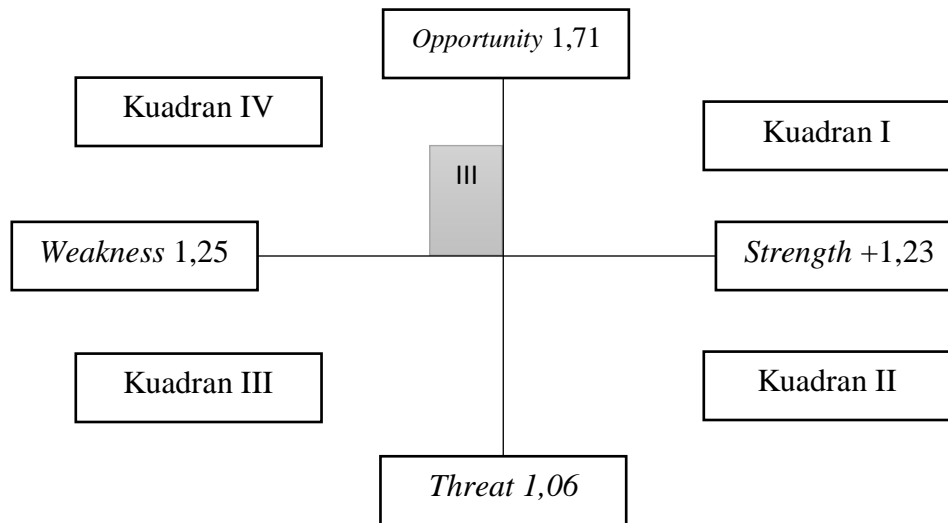 Opportunity 1,71
Kuadran IV
Kuadran I
III
Weakness 1,25
Strength +1,23
Kuadran III
Kuadran II
Threat 1,06